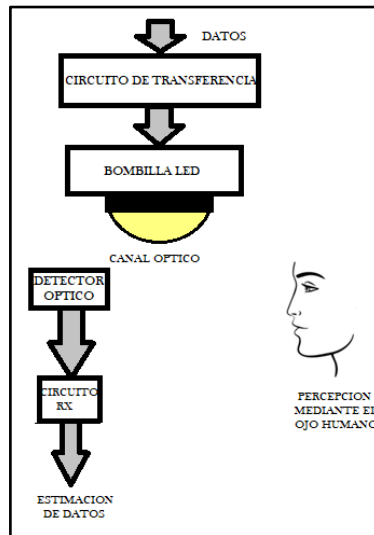 DATOS
CIRCUITO DE TRANSFERENCIA
BOMBILLA LED
CANAL OPTICO
DETECTOR
OPTICO
CIRCUITO
RX
ESTIMACION
DE DATOS
PERCEPCION
MEDIANTE EL
OJO HUMANO